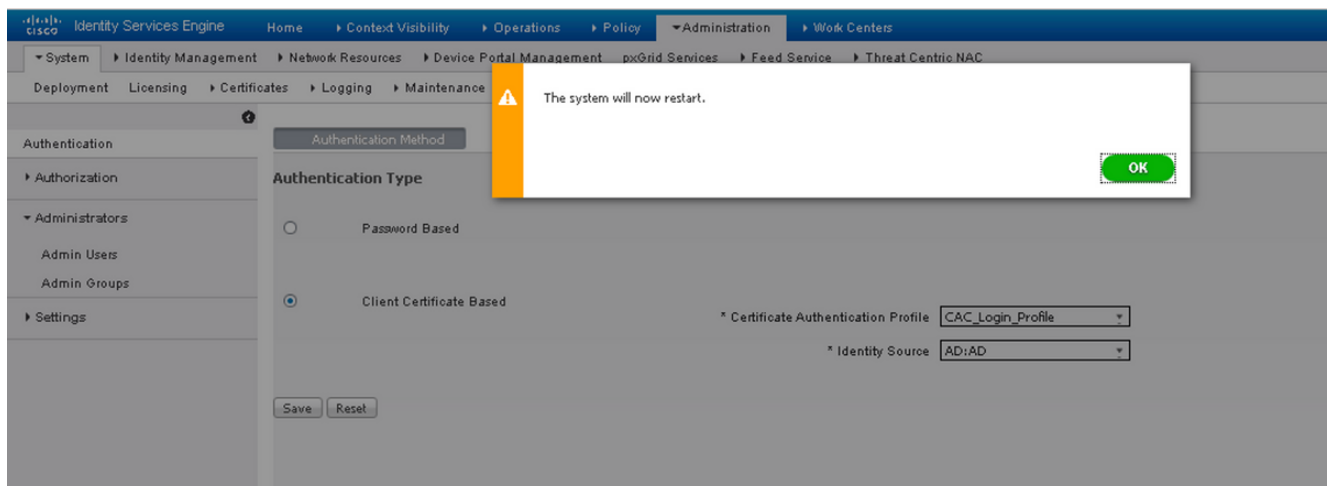 cisco Identity Services Engine Home Context Visibility Operations Policy Administration Work Centers
System Identity Management Network Resources Device Portal Management pxGrid Services Feed Service Threat Centric NAC
Deployment Licensing Certificates Logging Maintenance
The system will now restart.
OK
Authentication
Authorization
Administrators
Admin Users
Admin Groups
Settings
Authentication Method
Authentication Type
Password Based
Client Certificate Based
* Certificate Authentication Profile CAC_Login_Profile
* Identity Source AD:AD
Save Reset